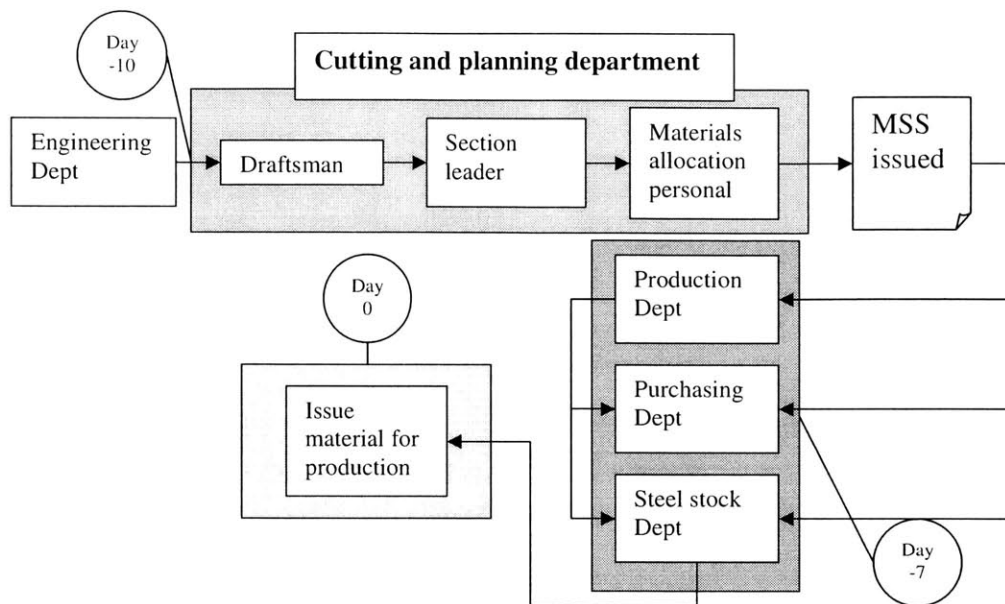 Day
-10
Cutting and planning department
Engineering
Dept
Draftsman
Section
leader
Materials
allocation
personal
MSS
issued
Day
0
Production
Dept
Issue
material for
production
Purchasing
Dept
Steel stock
Dept
Day
-7